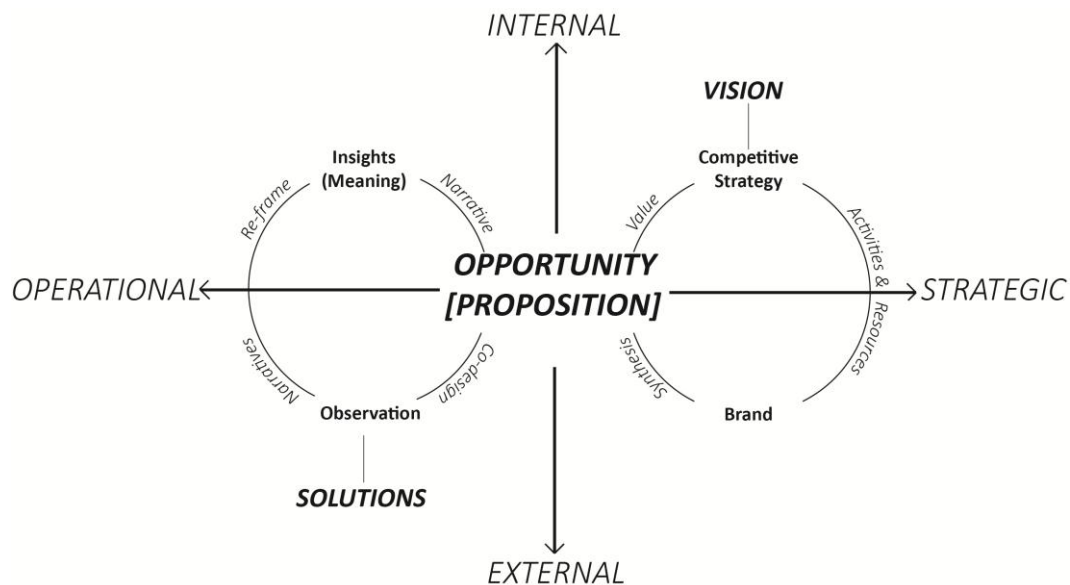 INTERNAL
VISION
Insights
(Meaning)
Competitive
Strategy
Re-frame
Narrative
Value
Activities & Resources
OPERATIONAL
OPPORTUNITY
[PROPOSITION]
STRATEGIC
Narratives
Co-design
Synthesis
Observation
Brand
SOLUTIONS
EXTERNAL